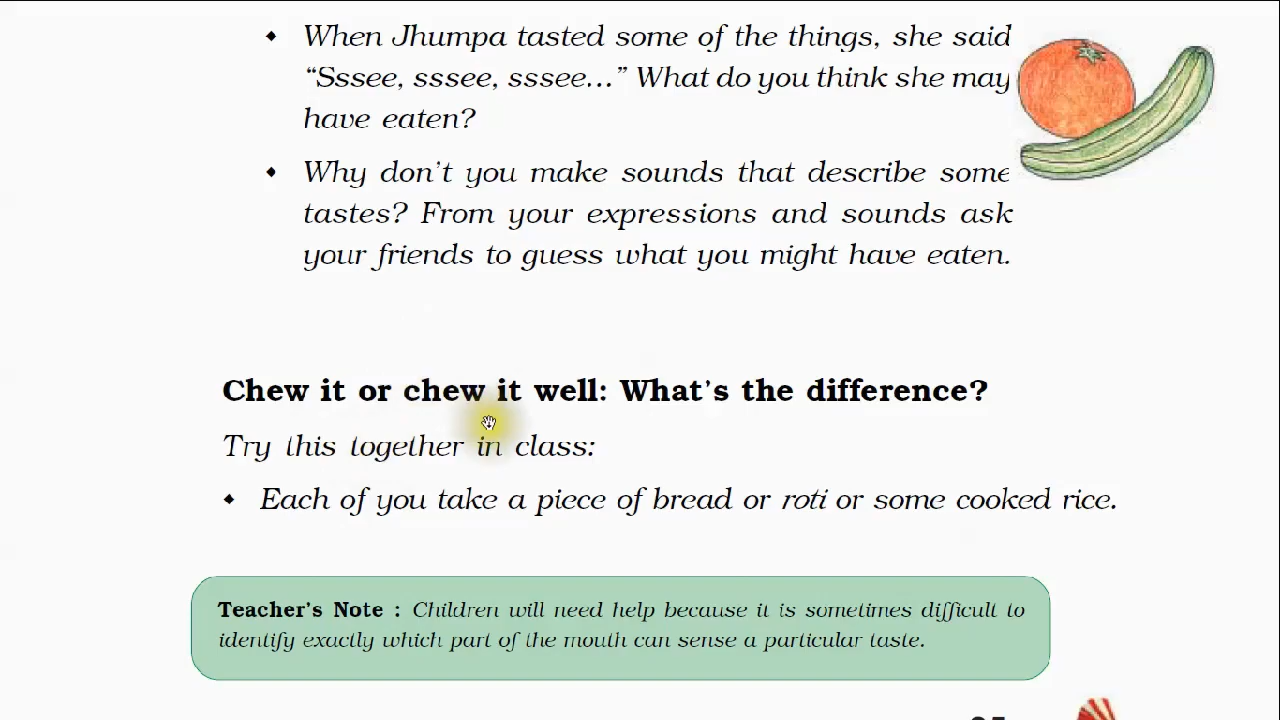 When Jhumpa tasted some of the things, she said
“Sssee, sssee, sssee...” What do you think she may
have eaten?
Why don’t you make sounds that describe some
tastes? From your expressions and sounds ask
your friends to guess what you might have eaten.
Chew it or chew it well: What’s the difference?
Try this together in class:
Each of you take a piece of bread or roti or some cooked rice.
Teacher’s Note : Children will need help because it is sometimes difficult to
identify exactly which part of the mouth can sense a particular taste.